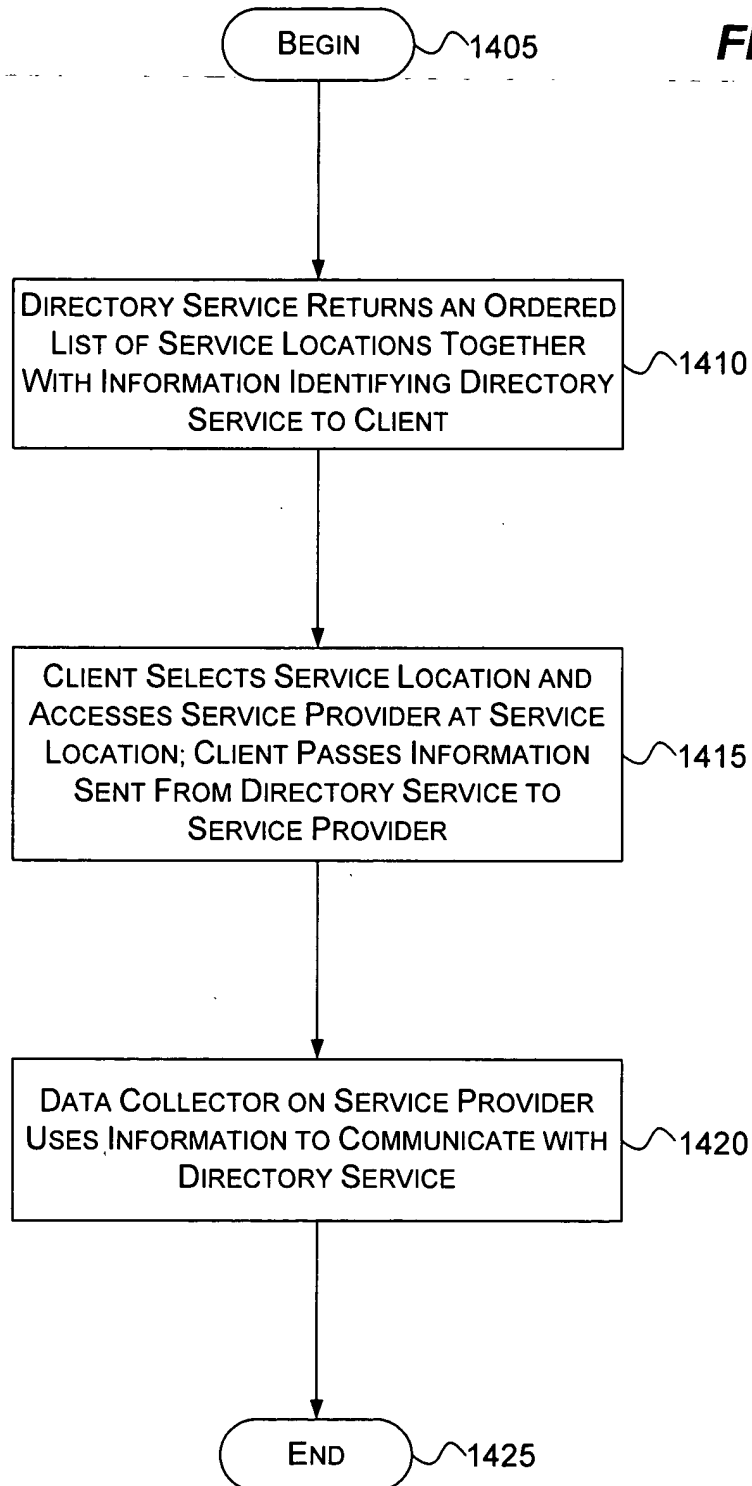 BEGIN
1405
DIRECTORY SERVICE RETURNS AN ORDERED
LIST OF SERVICE LOCATIONS TOGETHER
WITH INFORMATION IDENTIFYING DIRECTORY
SERVICE TO CLIENT
1410
CLIENT SELECTS SERVICE LOCATION AND
ACCESSES SERVICE PROVIDER AT SERVICE
LOCATION; CLIENT PASSES INFORMATION
SENT FROM DIRECTORY SERVICE TO
SERVICE PROVIDER
1415
DATA COLLECTOR ON SERVICE PROVIDER
USES INFORMATION TO COMMUNICATE WITH
DIRECTORY SERVICE
1420
END
1425